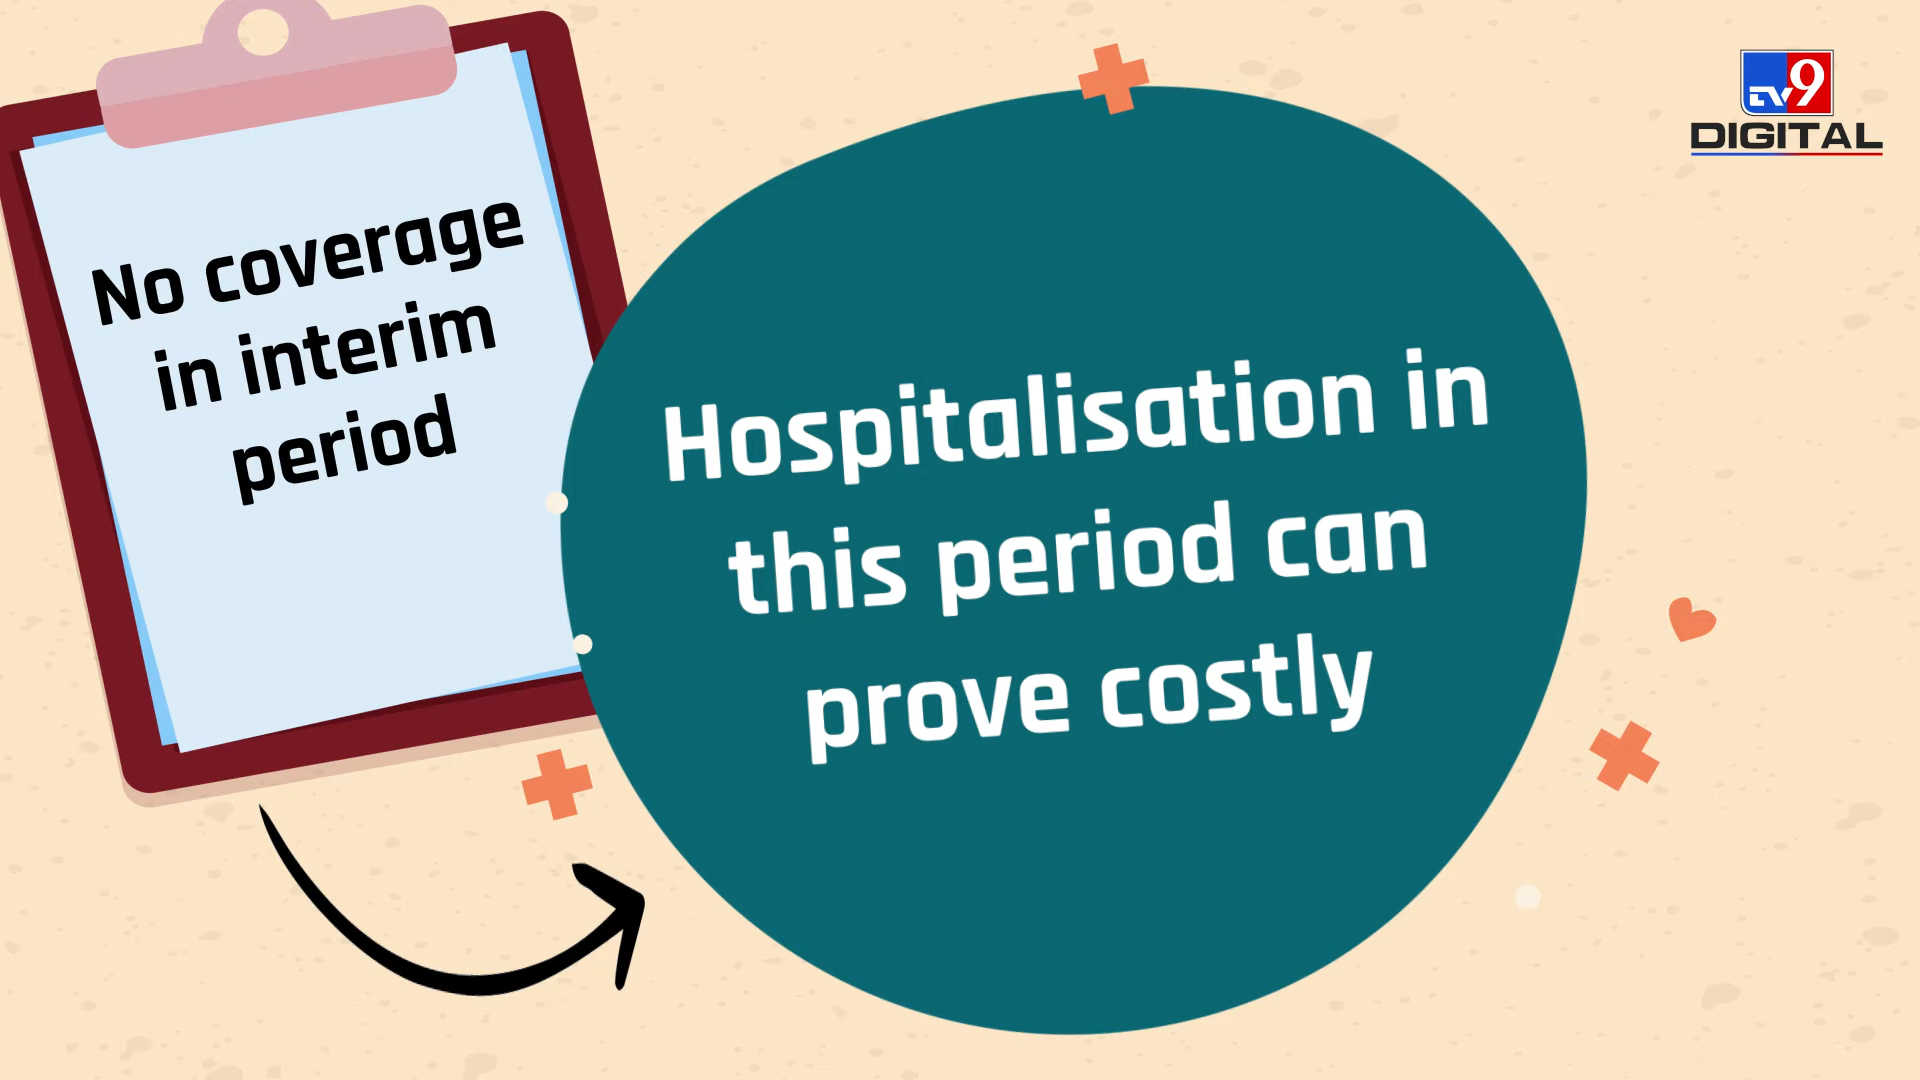 No coverage
in interim
period
Hospitalisation in
this period can
prove costly
TV9
DIGITAL